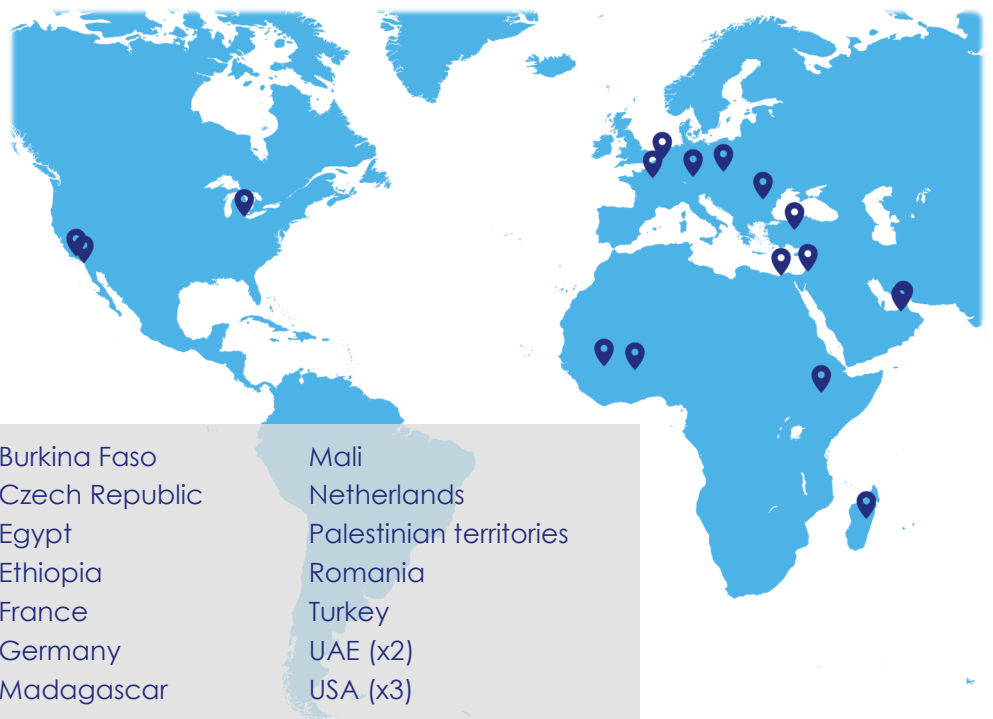 Burkina Faso
Czech Republic
Egypt
Ethiopia
France
Germany
Madagascar
Mali
Netherlands
Palestinian territories
Romania
Turkey
UAE (x2)
USA (x3)